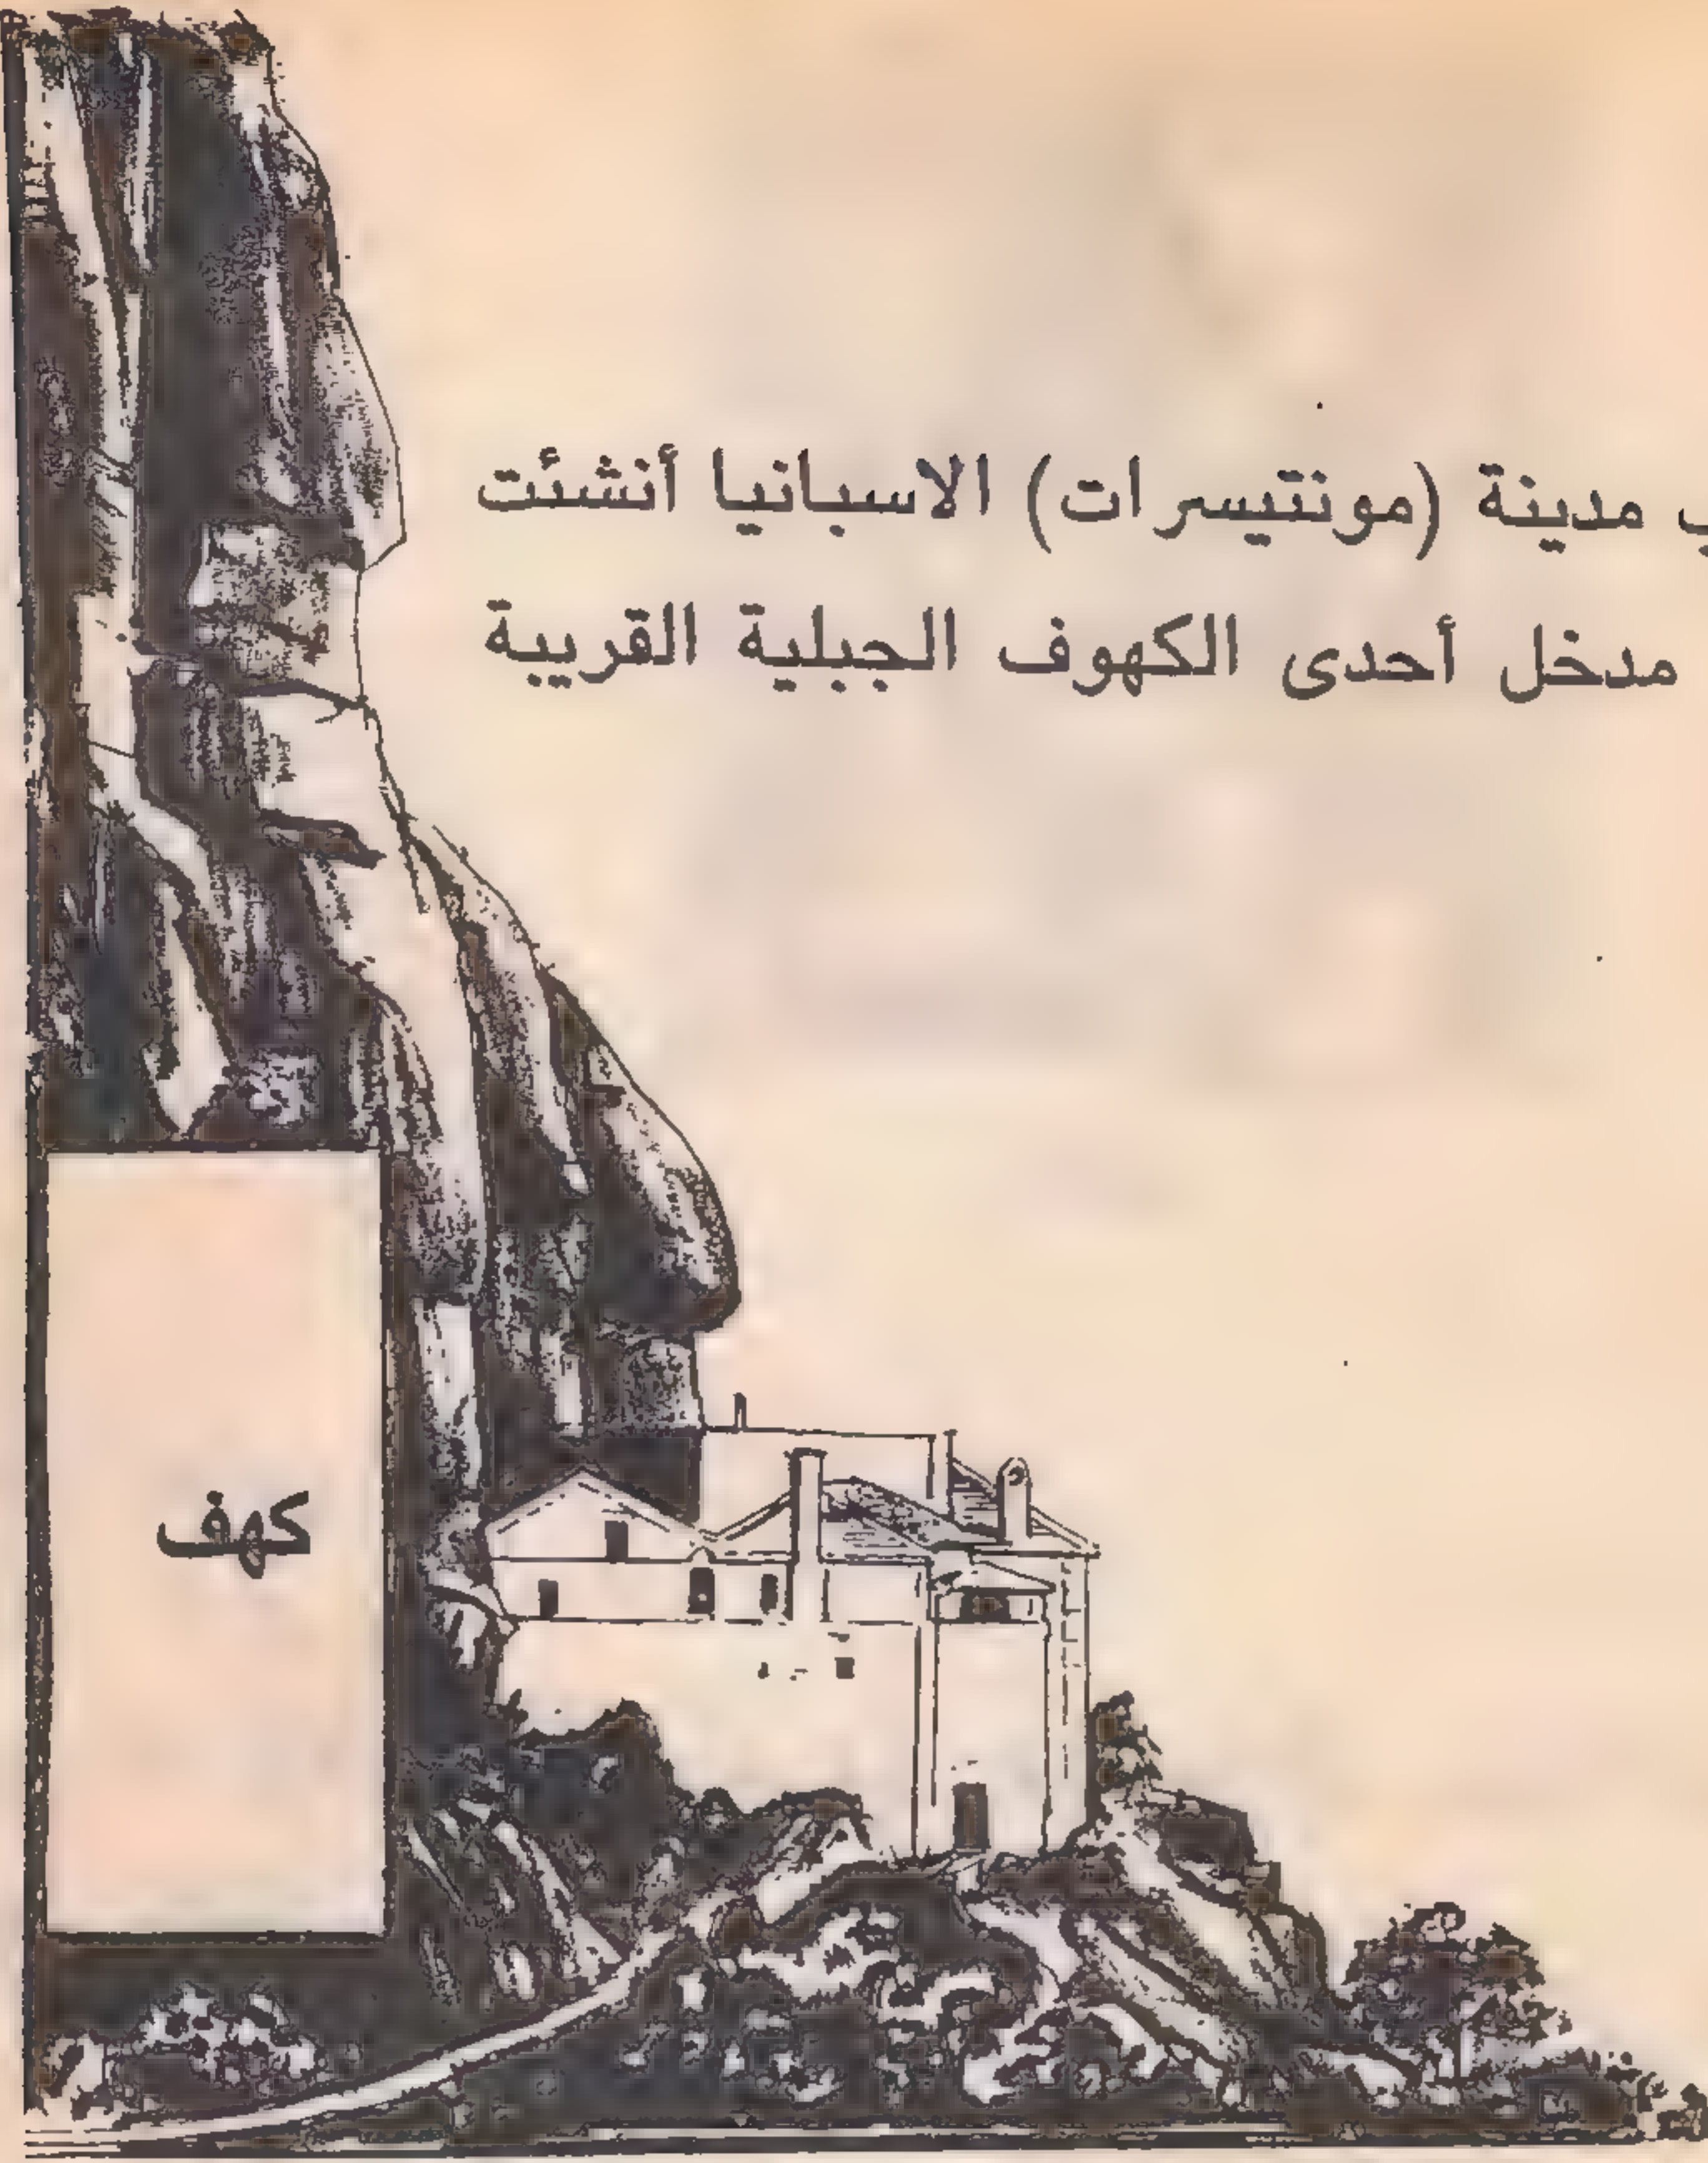 مدينة (مونتيسرات) الاسبانيا أنشئت
مدخل أحدى الكهوف الجبلية القريبة
كهف